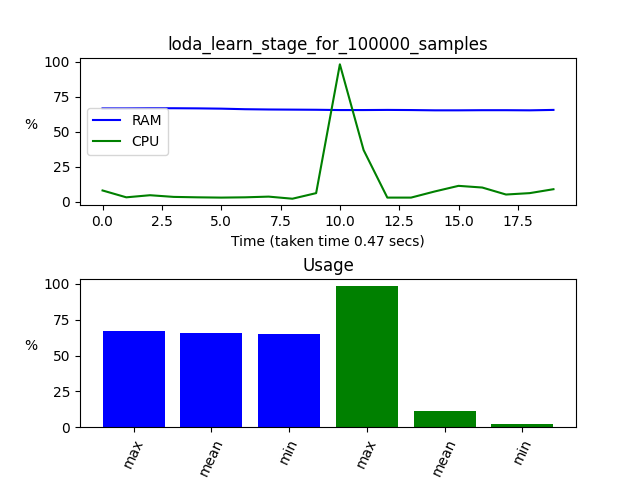 loda_learn_stage_for_100000_samples
100
75
%
50
25
0
RAM
CPU
0.0 2.5 5.0 7.5 10.0 12.5 15.0 17.5
Time (taken time 0.47 secs)
Usage
100
75
%
50
25
0
max mean min max mean min